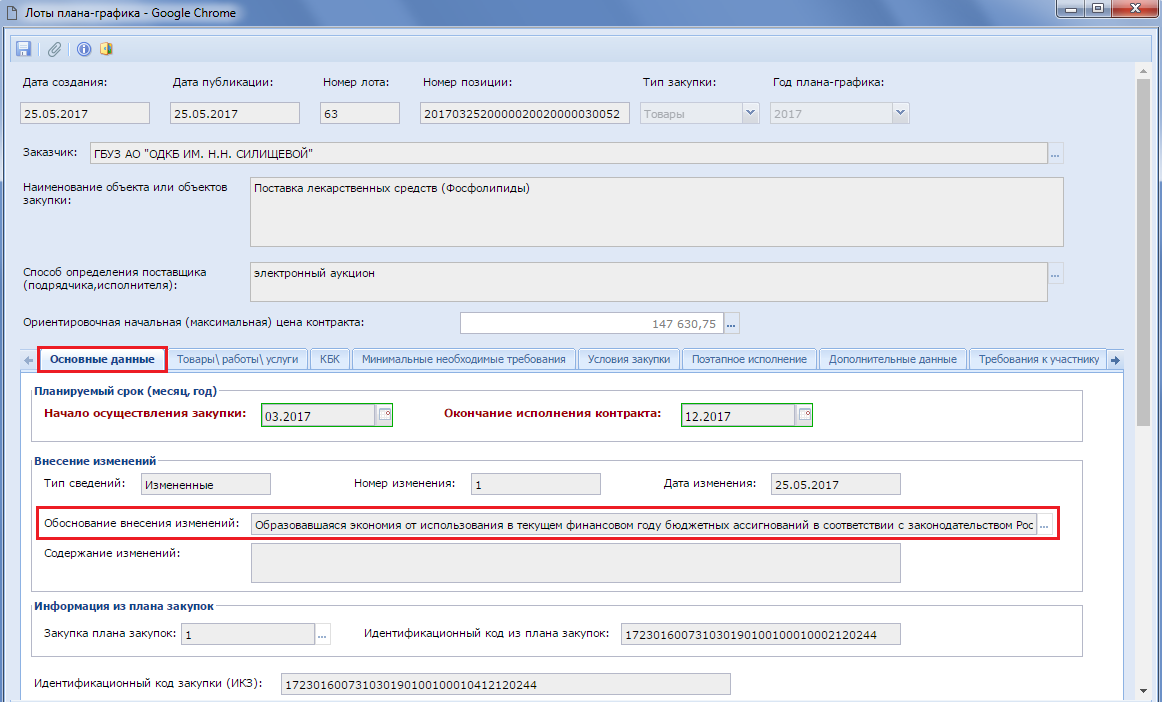 Лоты плана-графика - Google Chrome
Дата создания: Дата публикации: Номер лота: Номер позиции: Тип закупки: Год плана-графика:
25.05.2017 25.05.2017 63 2017032520000020020000030052 Товары 2017
Заказчик: ГБУЗ АО "ОДКБ ИМ. Н.Н. СИЛИЩЕВОЙ" ...
Наименование объекта или объектов Поставка лекарственных средств (Фосфолипиды)
закупки:
Способ определения поставщика электронный аукцион ...
(подрядчика,исполнителя):
Ориентировочная начальная (максимальная) цена контракта: 147 630,75 ...
Основные данные Товары\ работы\ услуги КБК Минимальные необходимые требования Условия закупки Поэтапное исполнение Дополнительные данные Требования к участнику
Планируемый срок (месяц, год)
Начало осуществления закупки: 03.2017 Окончание исполнения контракта: 12.2017
Внесение изменений
Тип сведений: Измененные Номер изменения: 1 Дата изменения: 25.05.2017
Обоснование внесения изменений: Образовавшаяся экономия от использования в текущем финансовом году бюджетных ассигнований в соответствии с законодательством Рос ...
Содержание изменений:
Информация из плана закупок
Закупка плана закупок: 1 ... Идентификационный код из плана закупок: 172301600731030190100100010002120244
Идентификационный код закупки (ИКЗ): 172301600731030190100100010412120244